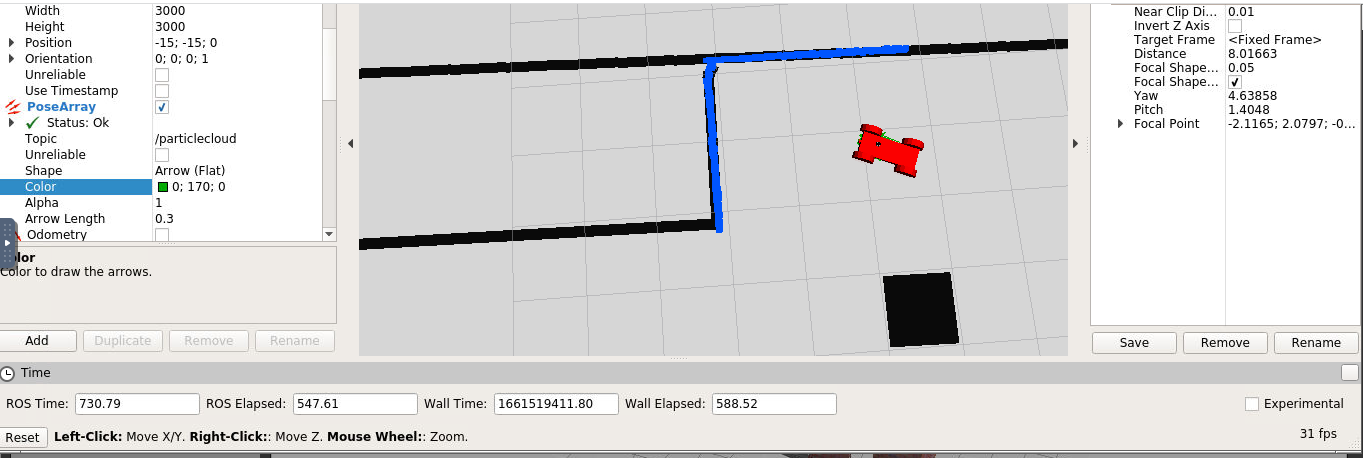 Width 3000
Height 3000
Position -15; -15; 0
Orientation 0; 0; 0; 1
Unreliable
Use Timestamp
PoseArray
Status: Ok
Topic /particlecloud
Unreliable
Shape Arrow (Flat)
Color 0; 170; 0
Alpha 1
Arrow Length 0.3
Odometry
lor
Color to draw the arrows.
Add Duplicate Remove Rename
Near Clip Di... 0.01
Invert Z Axis
Target Frame <Fixed Frame>
Distance 8.01663
Focal Shape... 0.05
Focal Shape...
Yaw 4.63858
Pitch 1.4048
Focal Point -2.1165; 2.0797; -0...
Save Remove Rename
Time
ROS Time: 730.79 ROS Elapsed: 547.61 Wall Time: 1661519411.80 Wall Elapsed: 588.52 Experimental
Reset Left-Click: Move X/Y. Right-Click:: Move Z. Mouse Wheel:: Zoom. 31 fps